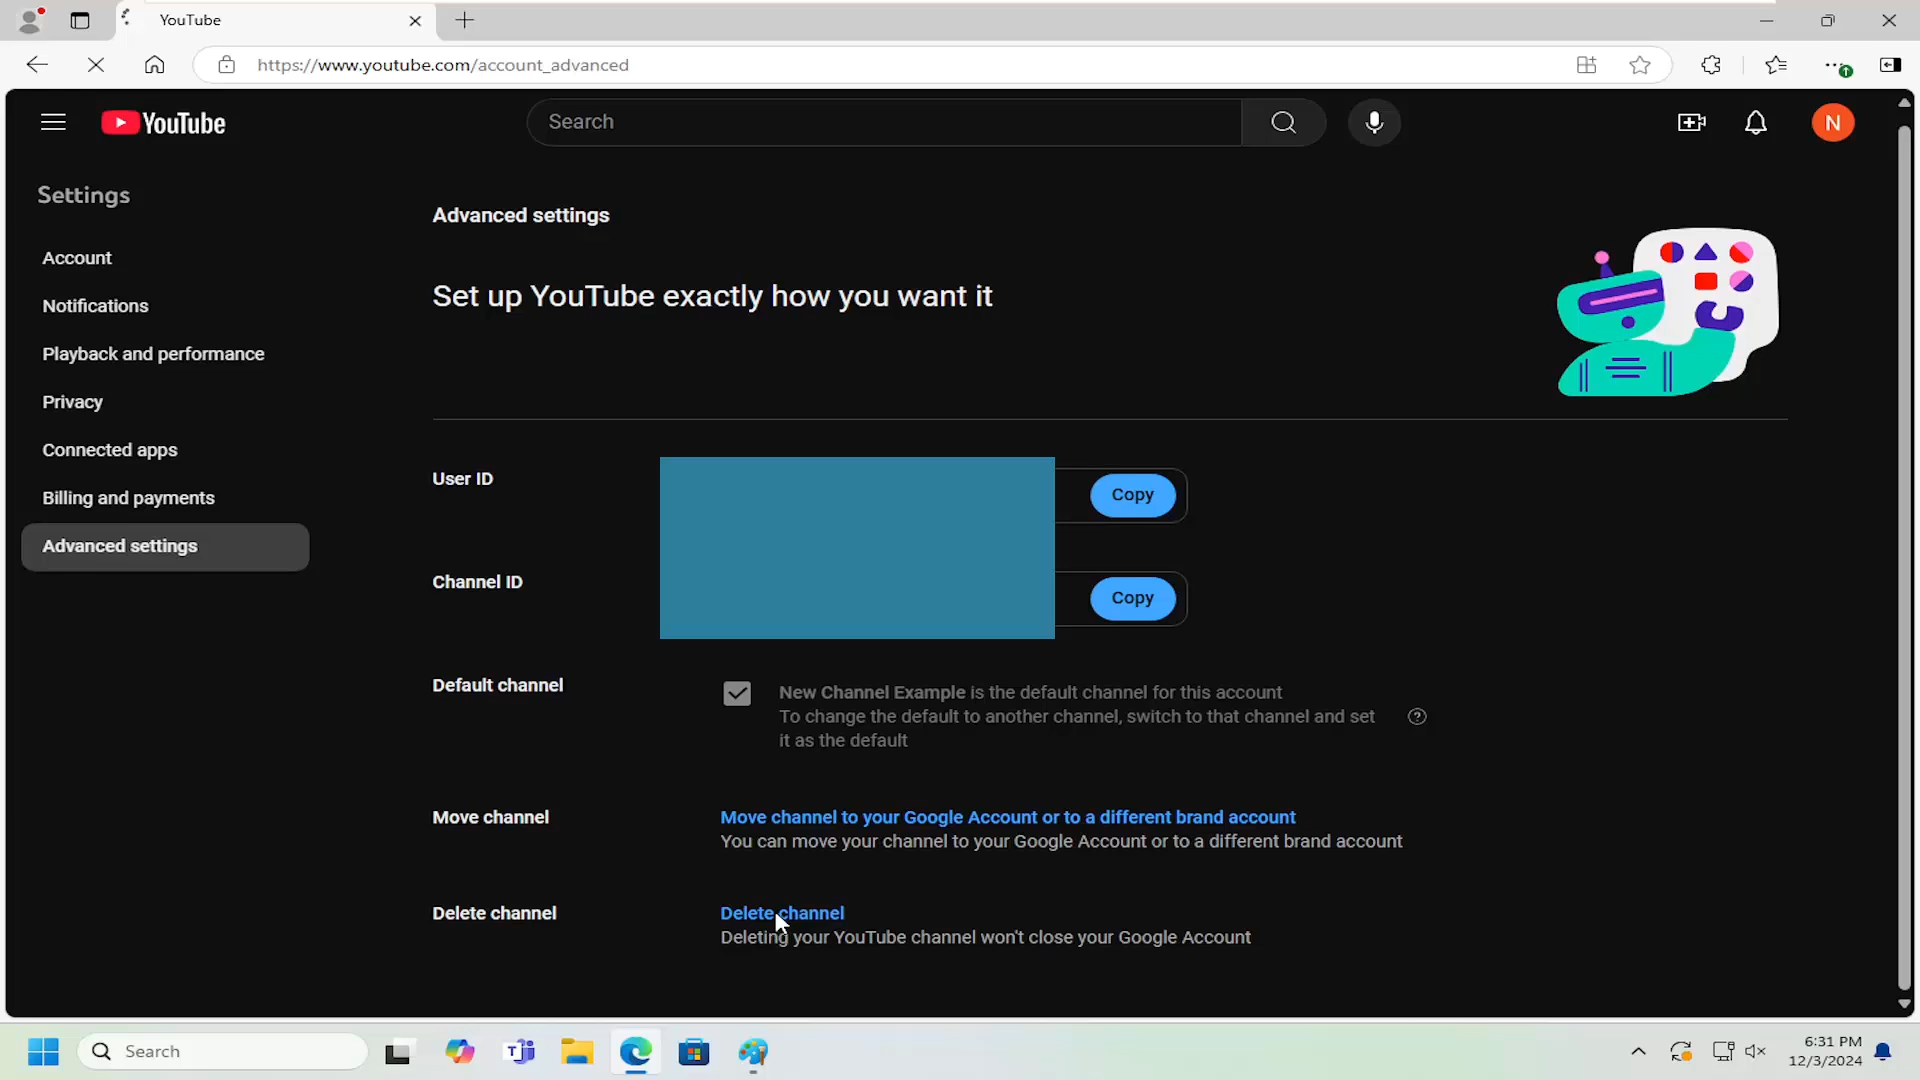 YouTube
https://www.youtube.com/account_advanced
YouTube
Search
N
Settings
Account
Notifications
Playback and performance
Privacy
Connected apps
Billing and payments
Advanced settings
Advanced settings
Set up YouTube exactly how you want it
User ID
Copy
Channel ID
Copy
Default channel
New Channel Example is the default channel for this account
To change the default to another channel, switch to that channel and set
it as the default
Move channel
Move channel to your Google Account or to a different brand account
You can move your channel to your Google Account or to a different brand account
Delete channel
Delete channel
Deleting your YouTube channel won't close your Google Account
Search
6:31 PM
12/3/2024